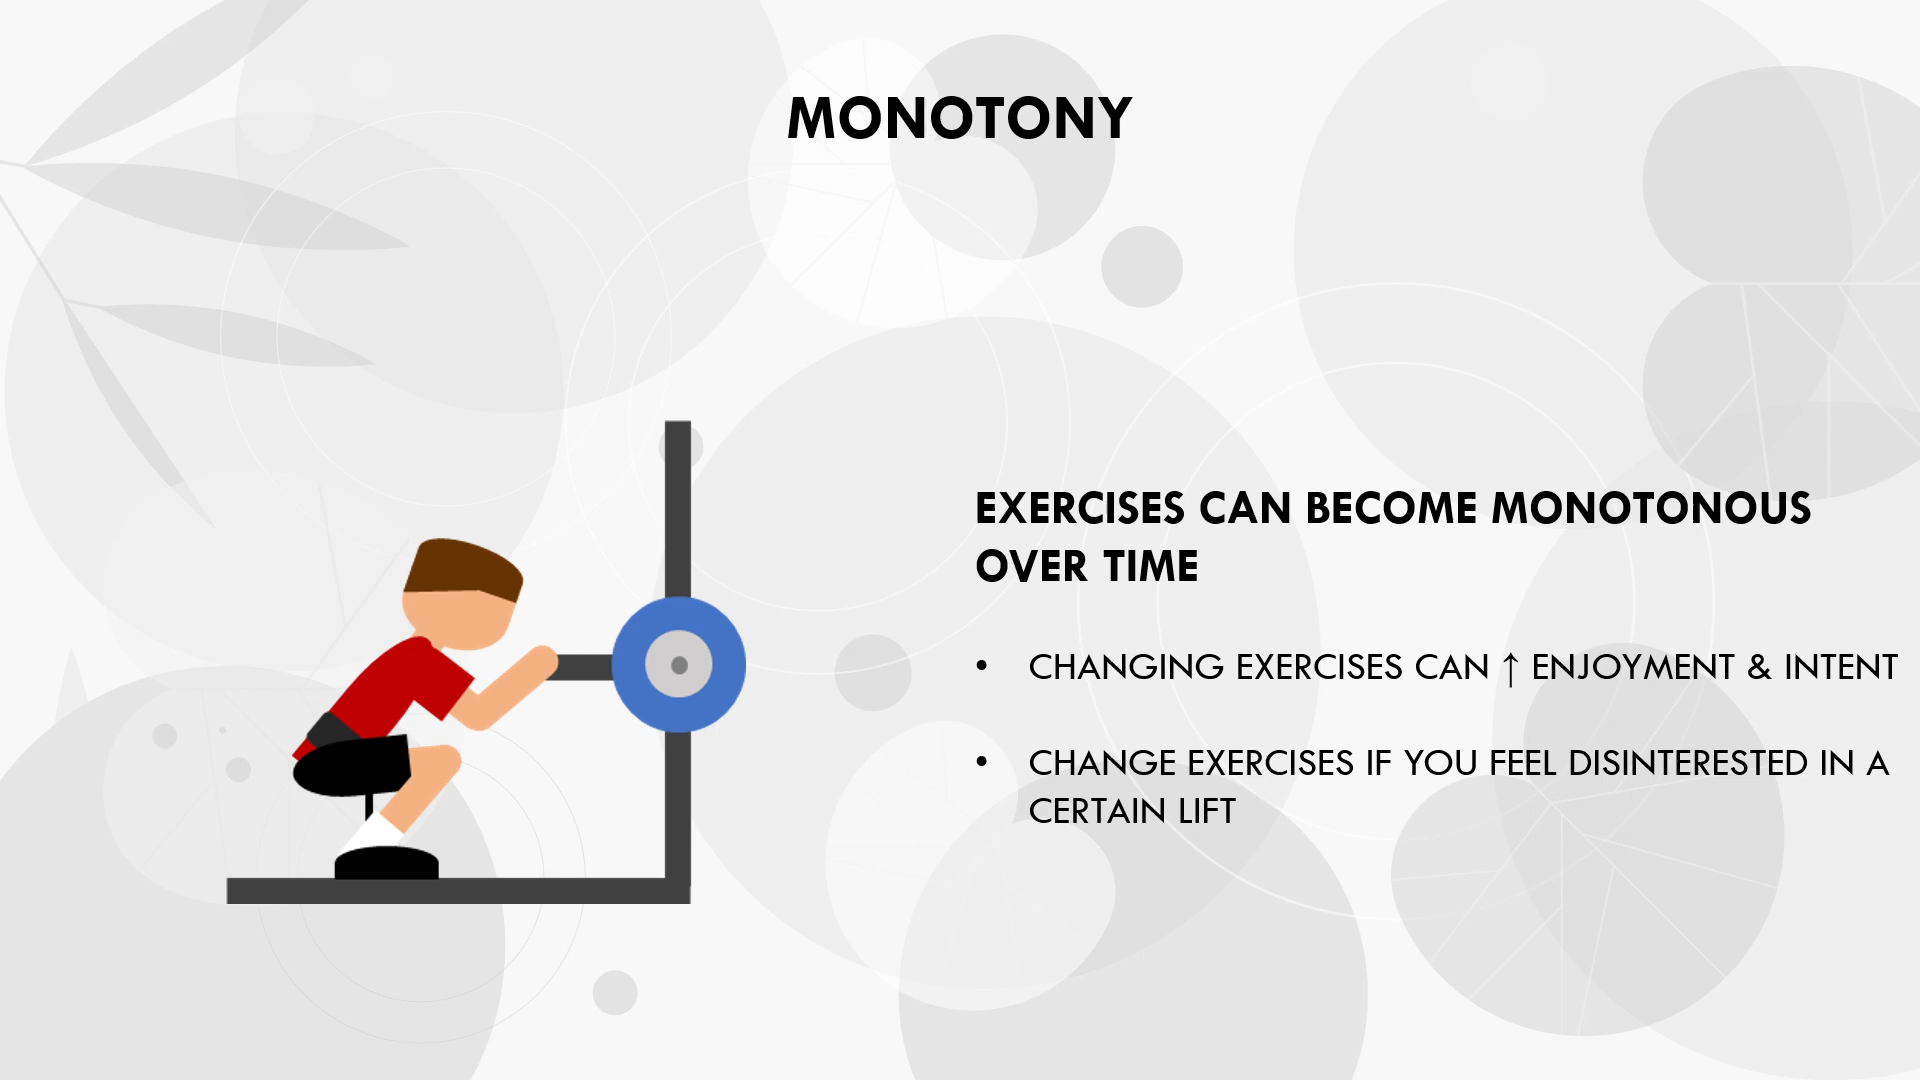 MONOTONY
EXERCISES CAN BECOME MONOTONOUS
OVER TIME
• CHANGING EXERCISES CAN ↑ ENJOYMENT & INTENT
• CHANGE EXERCISES IF YOU FEEL DISINTERESTED IN A
CERTAIN LIFT